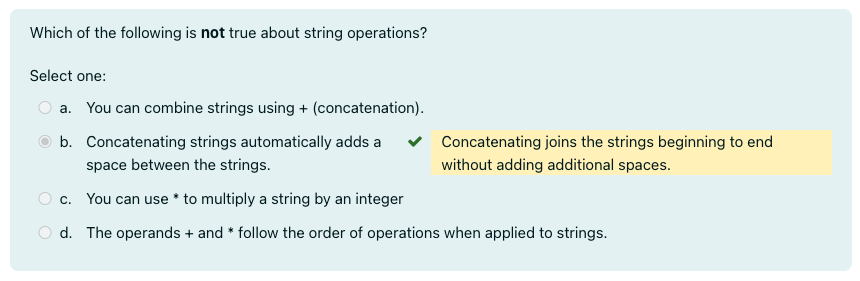 Which of the following is not true about string operations?
Select one:
a. You can combine strings using + (concatenation).
b. Concatenating strings automatically adds a
space between the strings.
Concatenating joins the strings beginning to end
without adding additional spaces.
c. You can use * to multiply a string by an integer
d. The operands + and * follow the order of operations when applied to strings.